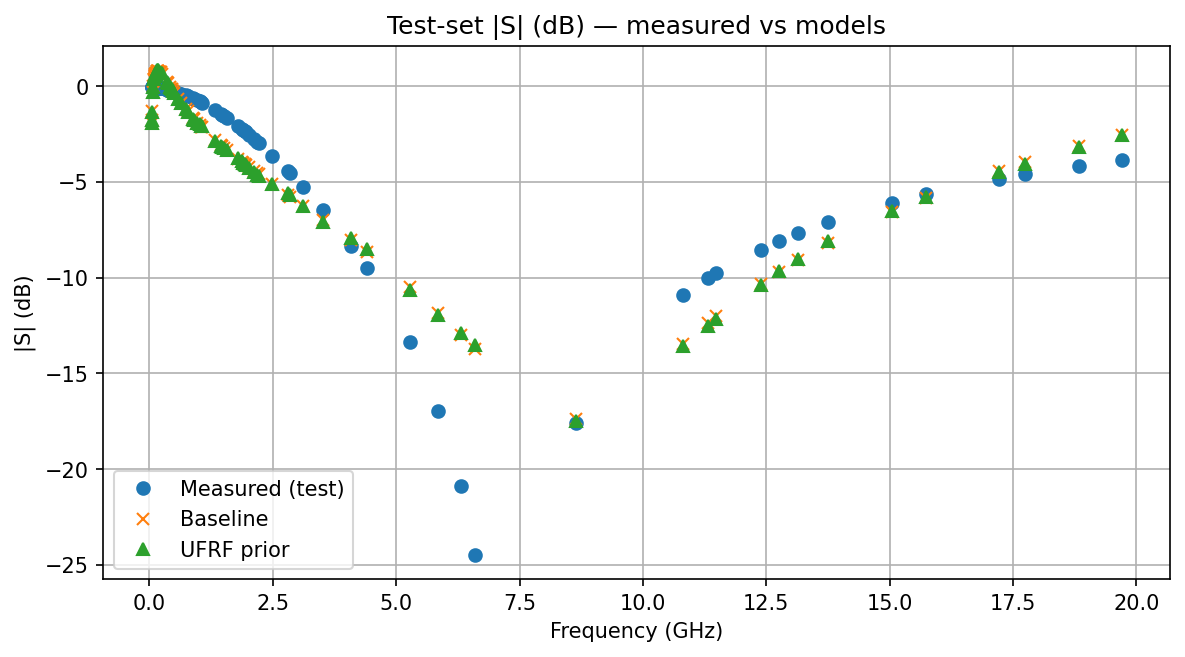 Test-set |S| (dB) — measured vs models
|S| (dB)
0
−5
−10
−15
−20
−25
Measured (test)
Baseline
UFRF prior
0.0 2.5 5.0 7.5 10.0 12.5 15.0 17.5 20.0
Frequency (GHz)